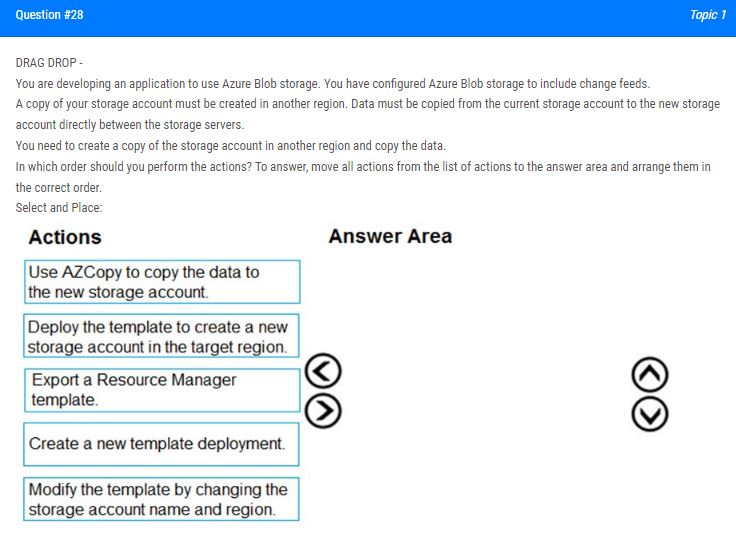 Question #28
Topic 1
DRAG DROP -
You are developing an application to use Azure Blob storage. You have configured Azure Blob storage to include change feeds.
A copy of your storage account must be created in another region. Data must be copied from the current storage account to the new storage
account directly between the storage servers.
You need to create a copy of the storage account in another region and copy the data.
In which order should you perform the actions? To answer, move all actions from the list of actions to the answer area and arrange them in
the correct order.
Select and Place:
Actions
Answer Area
Use AZCopy to copy the data to
the new storage account.
Deploy the template to create a new
storage account in the target region.
Export a Resource Manager
template.
Create a new template deployment.
Modify the template by changing the
storage account name and region.